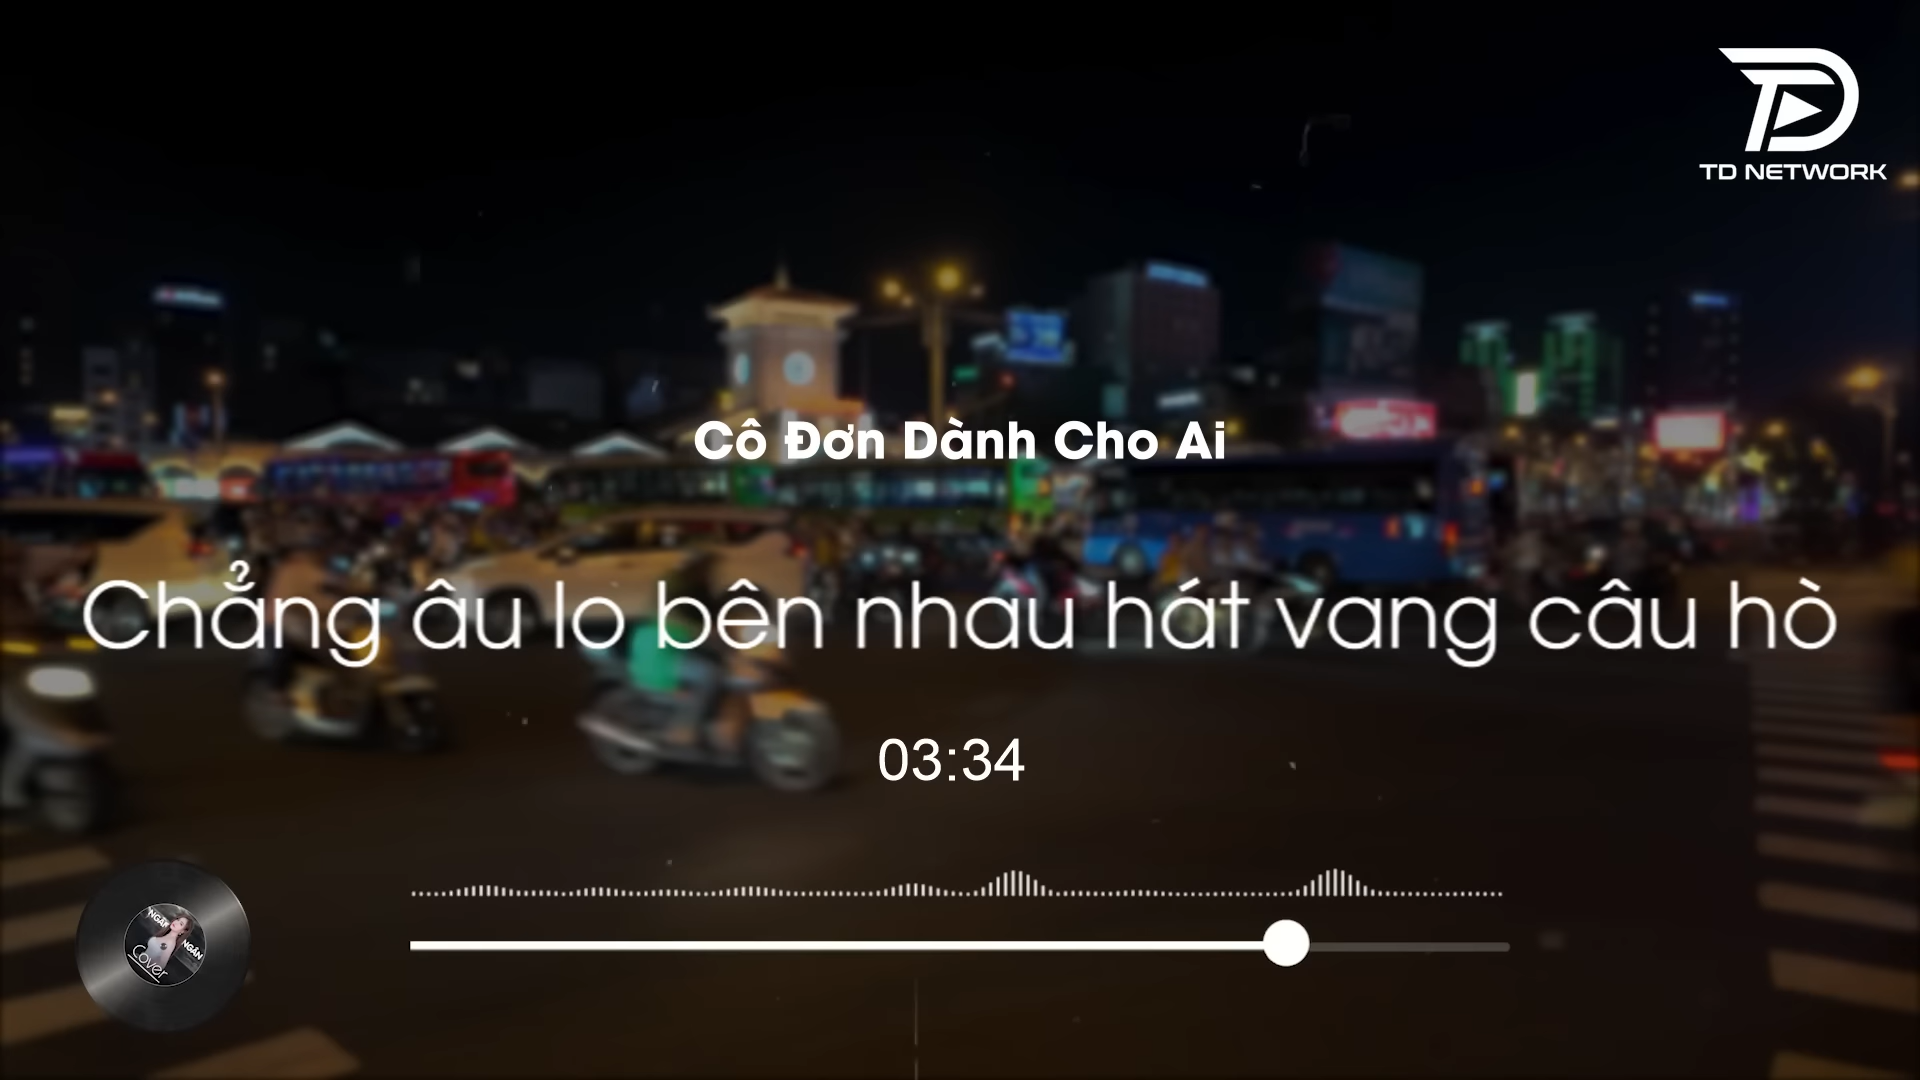 TD NETWORK
Cô Đơn Dành Cho Ai
Chẳng âu lo bên nhau hát vang câu hò
03:34
NGÂN
NGÂN
Cover